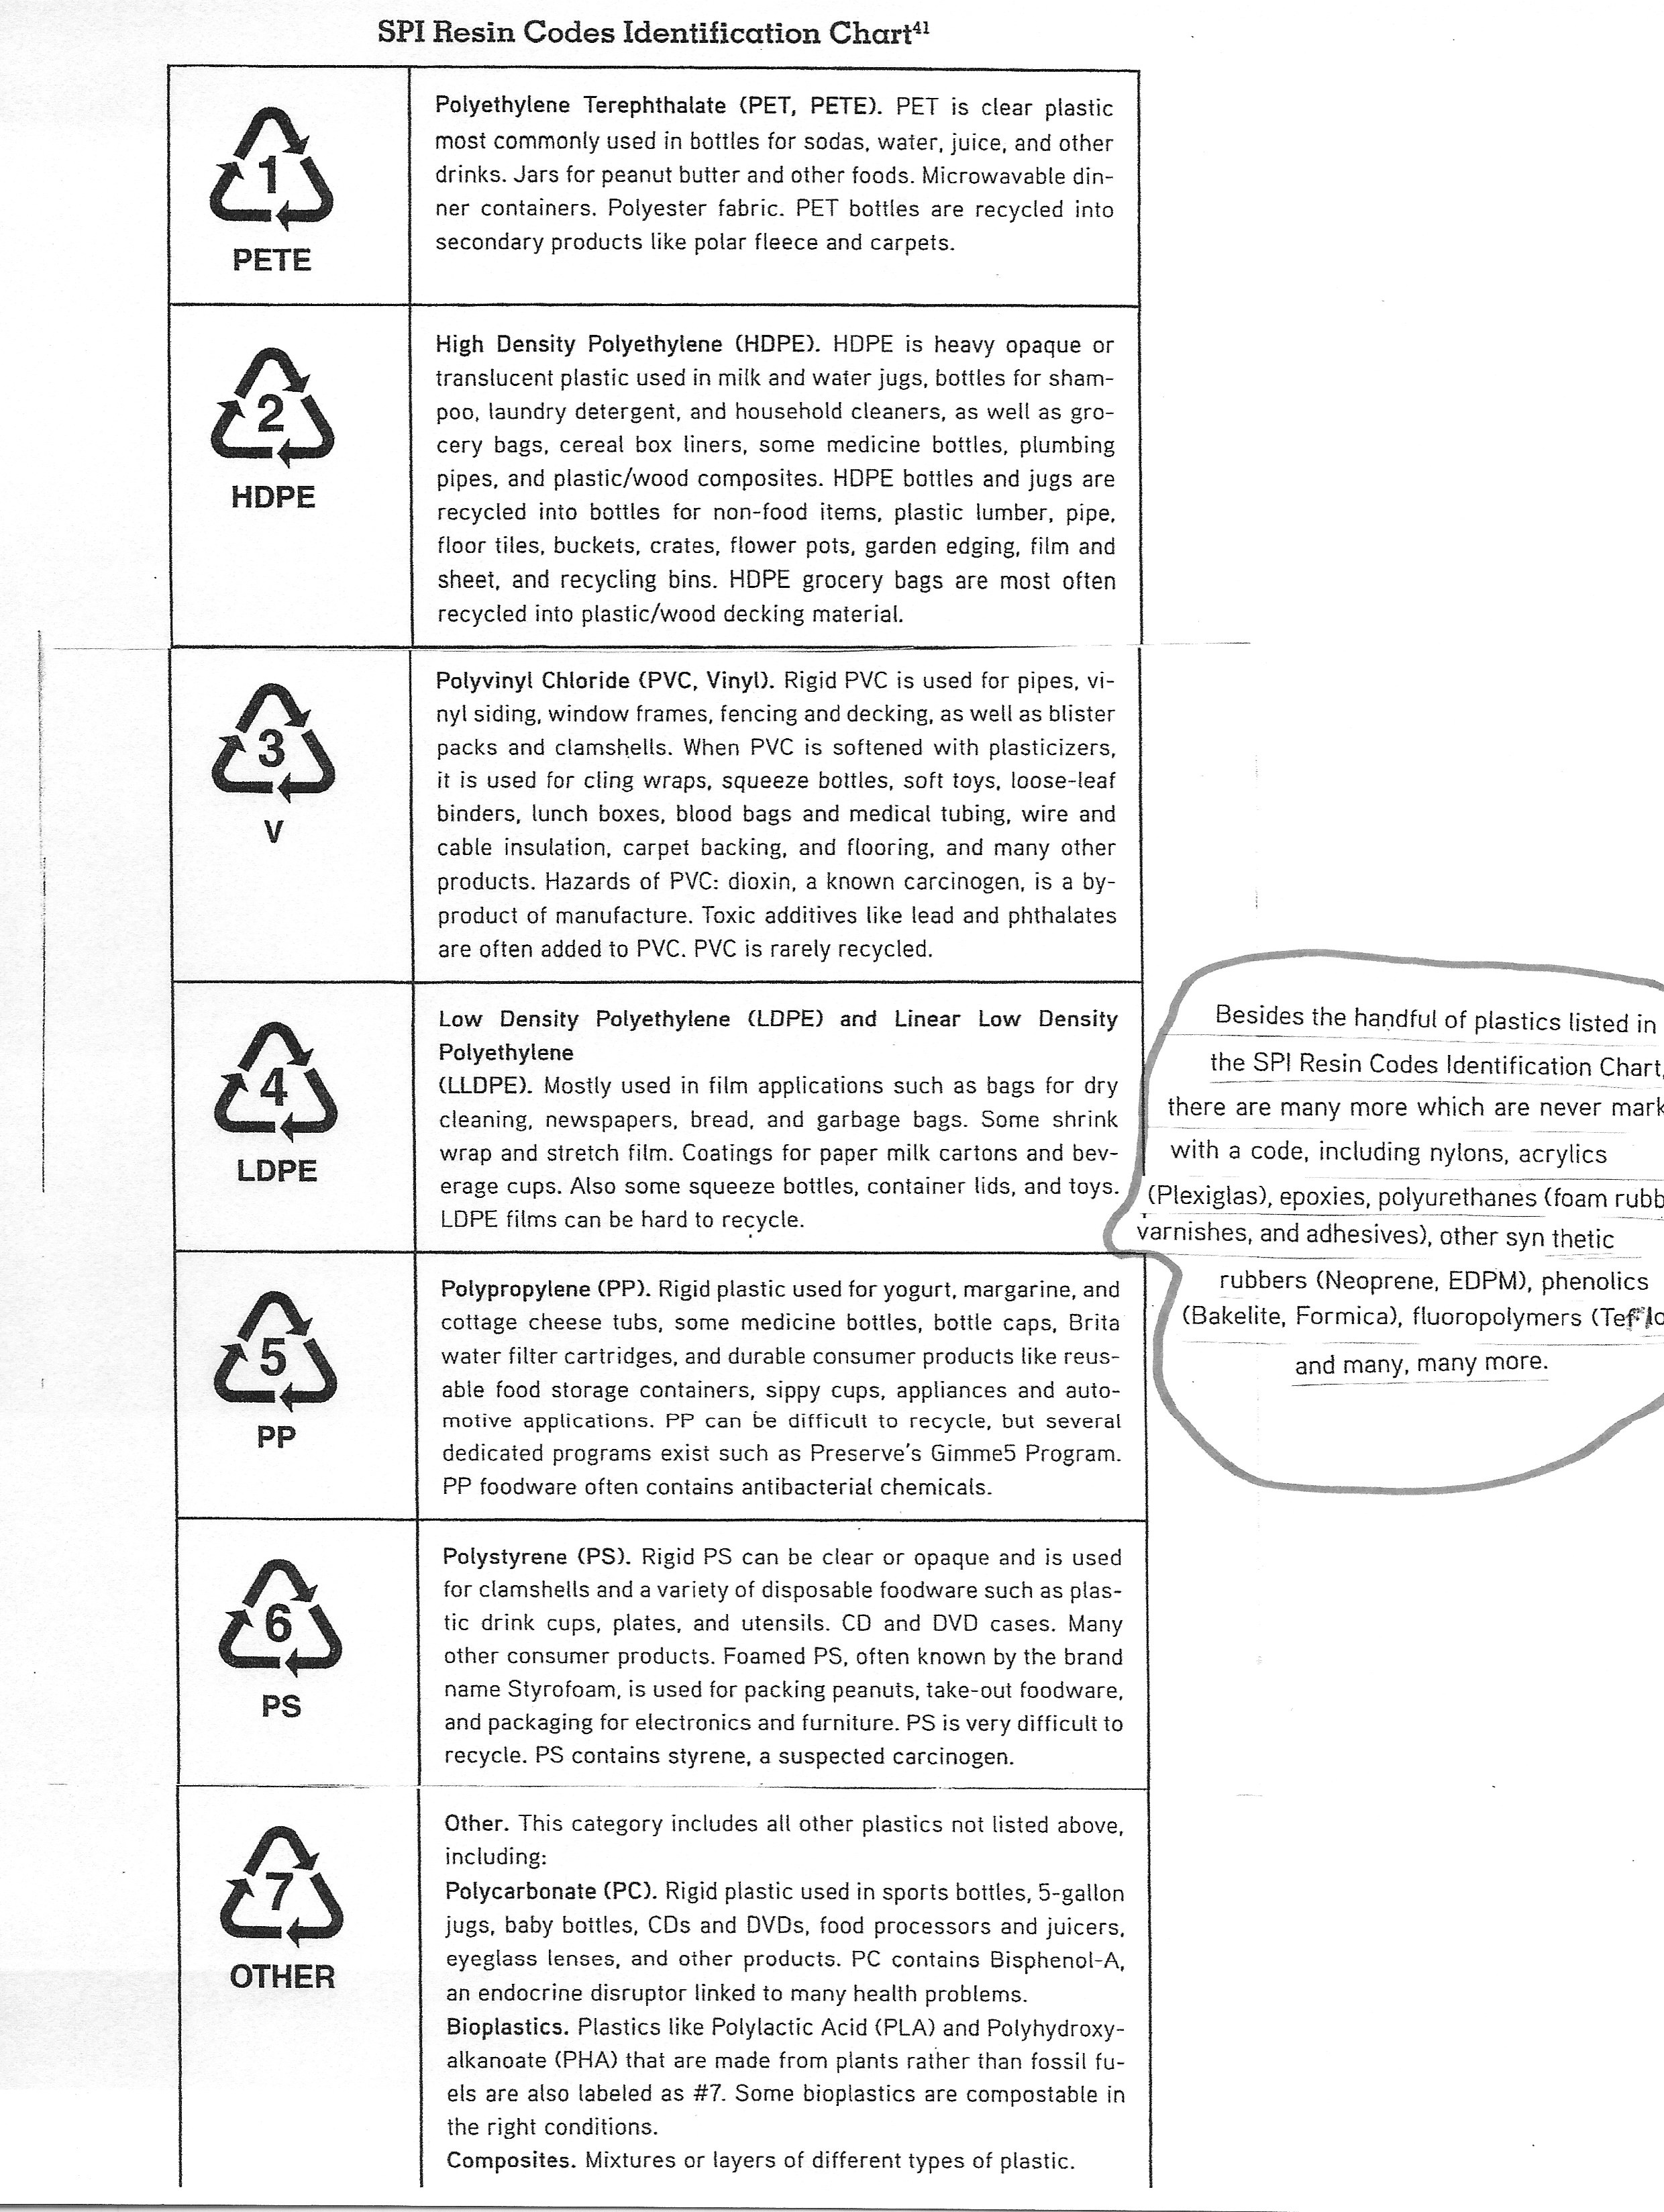 SPI Resin Codes Identification Chart⁴¹
1
PETE
Polyethylene Terephthalate (PET, PETE). PET is clear plastic
most commonly used in bottles for sodas, water, juice, and other
drinks. Jars for peanut butter and other foods. Microwavable din-
ner containers. Polyester fabric. PET bottles are recycled into
secondary products like polar fleece and carpets.
2
HDPE
High Density Polyethylene (HDPE). HDPE is heavy opaque or
translucent plastic used in milk and water jugs, bottles for sham-
poo, laundry detergent, and household cleaners, as well as gro-
cery bags, cereal box liners, some medicine bottles, plumbing
pipes, and plastic/wood composites. HDPE bottles and jugs are
recycled into bottles for non-food items, plastic lumber, pipe,
floor tiles, buckets, crates, flower pots, garden edging, film and
sheet, and recycling bins. HDPE grocery bags are most often
recycled into plastic/wood decking material.
3
V
Polyvinyl Chloride (PVC, Vinyl). Rigid PVC is used for pipes, vi-
nyl siding, window frames, fencing and decking, as well as blister
packs and clamshells. When PVC is softened with plasticizers,
it is used for cling wraps, squeeze bottles, soft toys, loose-leaf
binders, lunch boxes, blood bags and medical tubing, wire and
cable insulation, carpet backing, and flooring, and many other
products. Hazards of PVC: dioxin, a known carcinogen, is a by-
product of manufacture. Toxic additives like lead and phthalates
are often added to PVC. PVC is rarely recycled.
4
LDPE
Low Density Polyethylene (LDPE) and Linear Low Density
Polyethylene
(LLDPE). Mostly used in film applications such as bags for dry
cleaning, newspapers, bread, and garbage bags. Some shrink
wrap and stretch film. Coatings for paper milk cartons and bev-
erage cups. Also some squeeze bottles, container lids, and toys.
LDPE films can be hard to recycle.
5
PP
Polypropylene (PP). Rigid plastic used for yogurt, margarine, and
cottage cheese tubs, some medicine bottles, bottle caps, Brita
water filter cartridges, and durable consumer products like reus-
able food storage containers, sippy cups, appliances and auto-
motive applications. PP can be difficult to recycle, but several
dedicated programs exist such as Preserve's Gimme5 Program.
PP foodware often contains antibacterial chemicals.
6
PS
Polystyrene (PS). Rigid PS can be clear or opaque and is used
for clamshells and a variety of disposable foodware such as plas-
tic drink cups, plates, and utensils. CD and DVD cases. Many
other consumer products. Foamed PS, often known by the brand
name Styrofoam, is used for packing peanuts, take-out foodware,
and packaging for electronics and furniture. PS is very difficult to
recycle. PS contains styrene, a suspected carcinogen.
7
OTHER
Other. This category includes all other plastics not listed above,
including:
Polycarbonate (PC). Rigid plastic used in sports bottles, 5-gallon
jugs, baby bottles, CDs and DVDs, food processors and juicers,
eyeglass lenses, and other products. PC contains Bisphenol-A,
an endocrine disruptor linked to many health problems.
Bioplastics. Plastics like Polylactic Acid (PLA) and Polyhydroxy-
alkanoate (PHA) that are made from plants rather than fossil fu-
els are also labeled as #7. Some bioplastics are compostable in
the right conditions.
Composites. Mixtures or layers of different types of plastic.
Besides the handful of plastics listed in
the SPI Resin Codes Identification Chart,
there are many more which are never mark
with a code, including nylons, acrylics
(Plexiglas), epoxies, polyurethanes (foam rubb
varnishes, and adhesives), other syn thetic
rubbers (Neoprene, EDPM), phenolics
(Bakelite, Formica), fluoropolymers (Teflo
and many, many more.